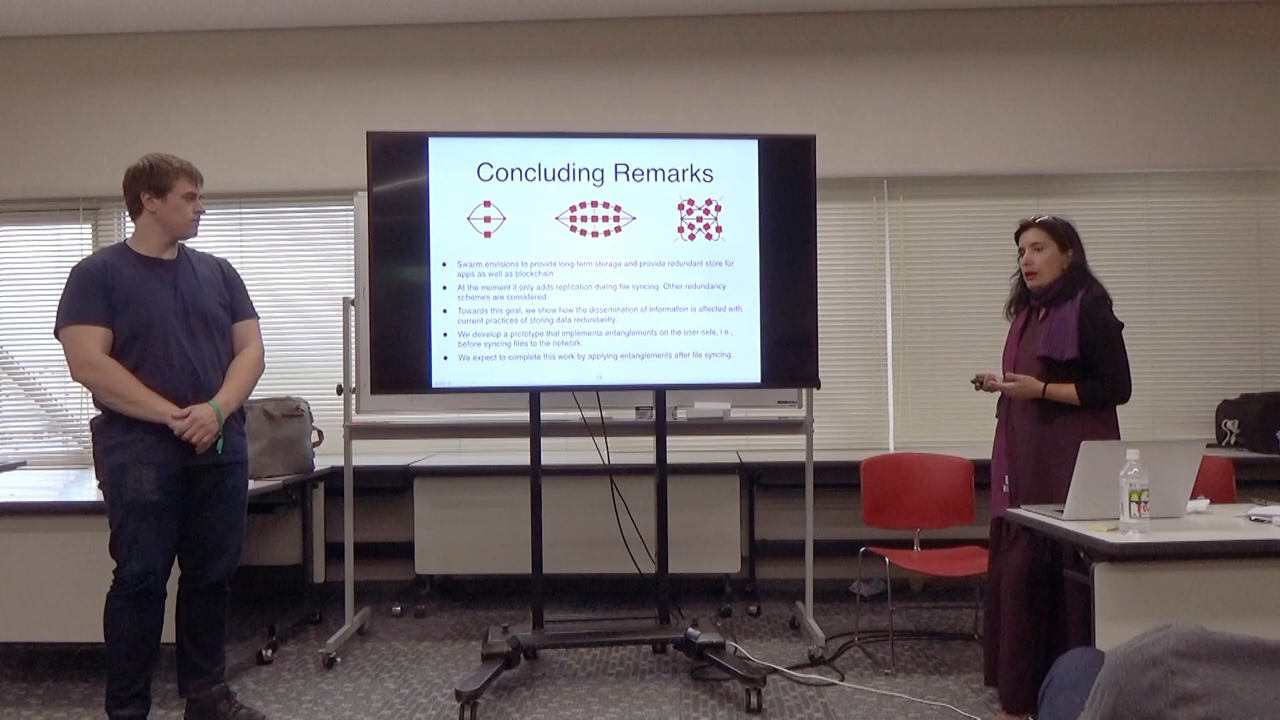 Concluding Remarks
Swarm envisions to provide long-term storage and provide redundant store for
apps as well as blockchain.
At the moment it only adds replication during file syncing. Other redundancy
schemes are considered.
Towards this goal, we show how the dissemination of information is affected with
current practices of storing data redundantly.
We develop a prototype that implements entanglements on the user-side, i.e.,
before syncing files to the network.
We expect to complete this work by applying entanglements after file syncing.